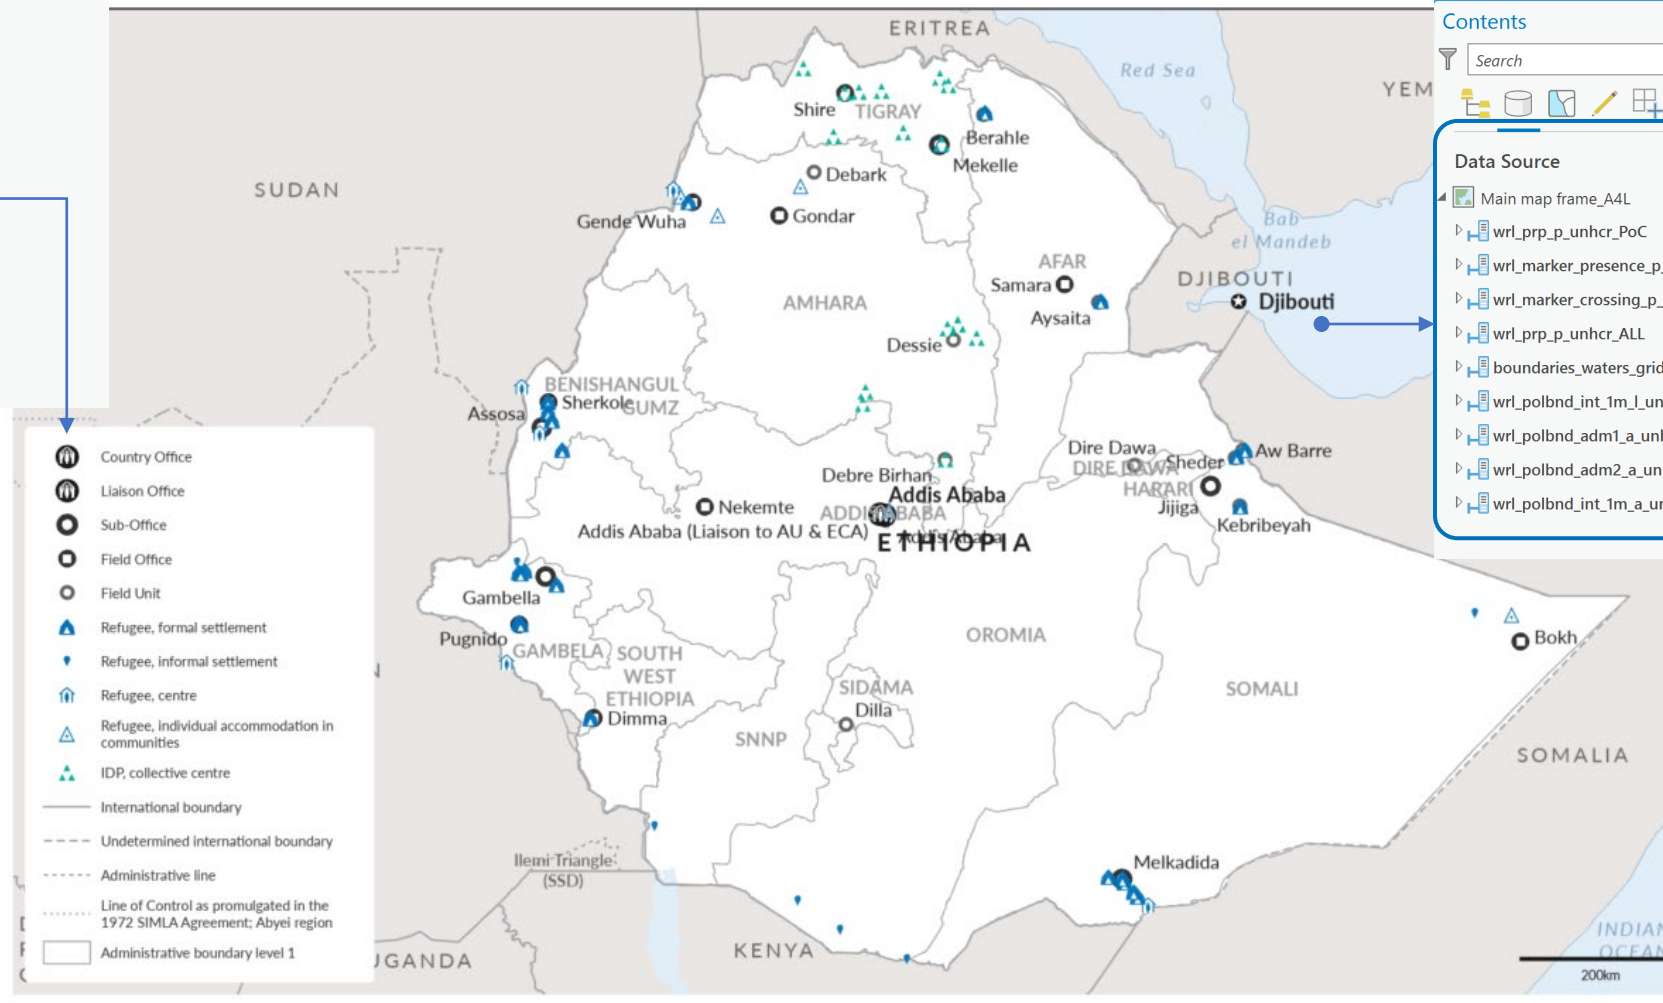 ERITREA
Red Sea
YEM
SUDAN
Shire
TIGRAY
Berahle
Mekelle
Debark
Gende Wuha
Gondar
Bab
el Mandeb
AFAR
Samara
DJIBOUTI
Djibouti
Aysaita
AMHARA
Dessie
BENISHANGUL
GUMZ
Sherkole
Assosa
Dire Dawa
DIRE DAWA
Sheder
Aw Barre
HARARI
Jijiga
Kebribeyah
Debre Birhan
Addis Ababa
ADDIS ABABA
Nekemte
Addis Ababa (Liaison to AU & ECA)
Addis Ababa
ETHIOPIA
Gambella
Pugnido
GAMBELA
SOUTH
WEST
ETHIOPIA
OROMIA
Bokh
SIDAMA
Dilla
SOMALI
Dimma
SNNP
SOMALIA
Ilemi Triangle
(SSD)
Melkadida
KENYA
UGANDA
INDIAN
OCEAN
200km
Country Office
Liaison Office
Sub-Office
Field Office
Field Unit
Refugee, formal settlement
Refugee, informal settlement
Refugee, centre
Refugee, individual accommodation in
communities
IDP, collective centre
International boundary
Undetermined international boundary
Administrative line
Line of Control as promulgated in the
1972 SIMLA Agreement; Abyei region
Administrative boundary level 1
Contents
Search
Data Source
Main map frame_A4L
wrl_prp_p_unhcr_PoC
wrl_marker_presence_p_
wrl_marker_crossing_p_
wrl_prp_p_unhcr_ALL
boundaries_waters_grid
wrl_polbnd_int_1m_l_un
wrl_polbnd_adm1_a_unh
wrl_polbnd_adm2_a_un
wrl_polbnd_int_1m_a_un